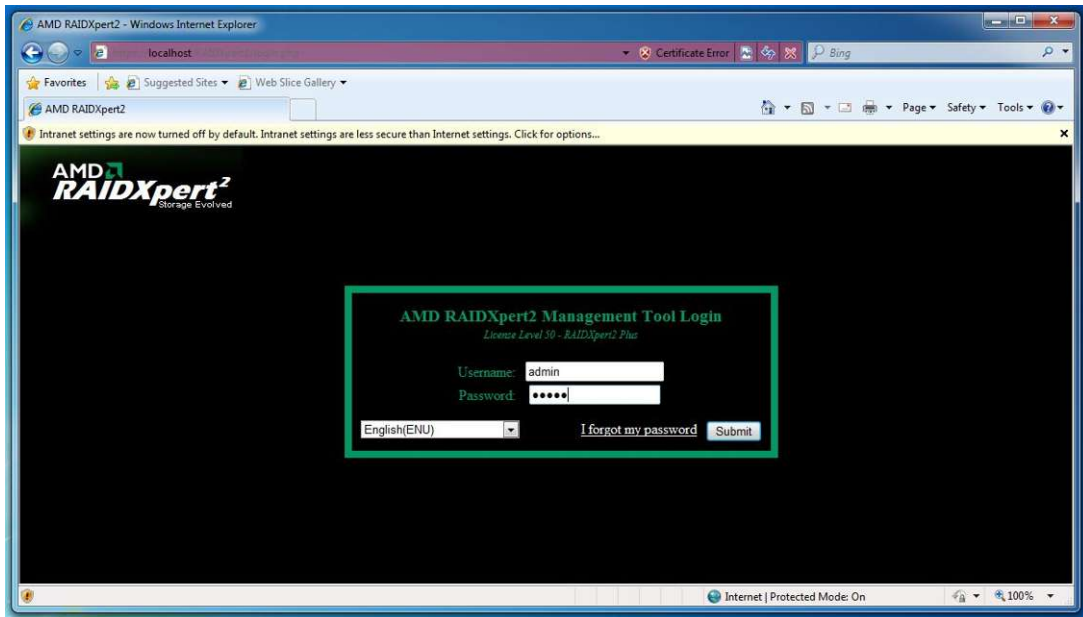 AMD RAIDXpert2 - Windows Internet Explorer
localhost
Certificate Error
Bing
Favorites
Suggested Sites
Web Slice Gallery
AMD RAIDXpert2
Page
Safety
Tools
Intranet settings are now turned off by default. Intranet settings are less secure than Internet settings. Click for options...
AMD
RAIDXpert2
Storage Evolved
AMD RAIDXpert2 Management Tool Login
License Level 50 - RAIDXpert2 Plus
Username: admin
Password: •••••
English(ENU)
I forgot my password
Submit
Internet | Protected Mode: On
100%